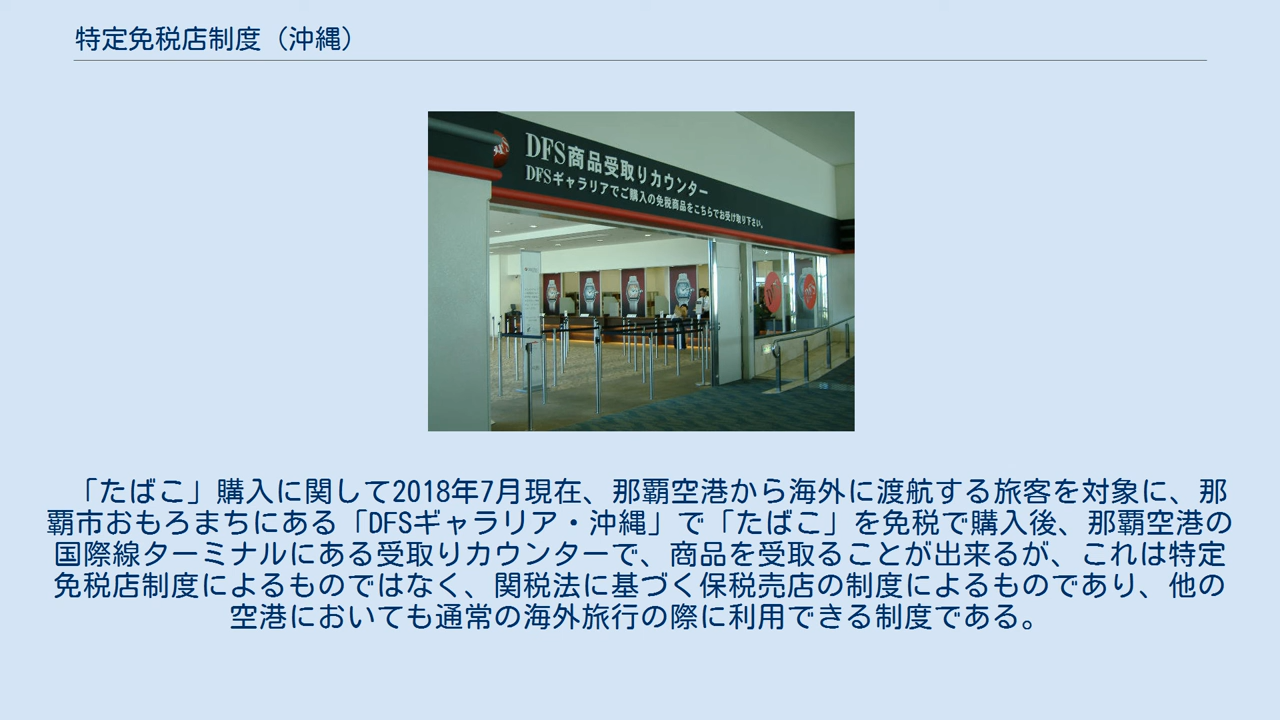 特定免税店制度（沖縄）
DFS商品受取りカウンター
DFSギャラリアでご購入の免税商品をこちらでお受け取り下さい。
「たばこ」購入に関して2018年7月現在、那覇空港から海外に渡航する旅客を対象に、那
覇市おもろまちにある「DFSギャラリア・沖縄」で「たばこ」を免税で購入後、那覇空港の
国際線ターミナルにある受取りカウンターで、商品を受取ることが出来るが、これは特定
免税店制度によるものではなく、関税法に基づく保税売店の制度によるものであり、他の
空港においても通常の海外旅行の際に利用できる制度である。